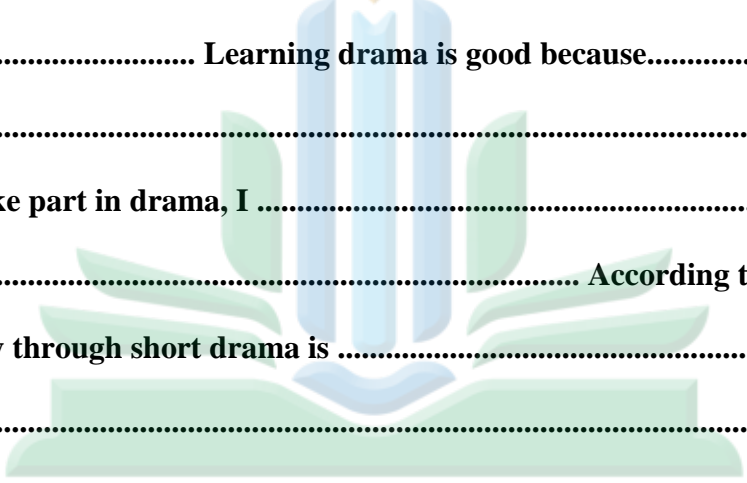 ........................ Learning drama is good because.............
..........................................................................................
ke part in drama, I ............................................................
..................................................................... According t
through short drama is .................................................
..........................................................................................